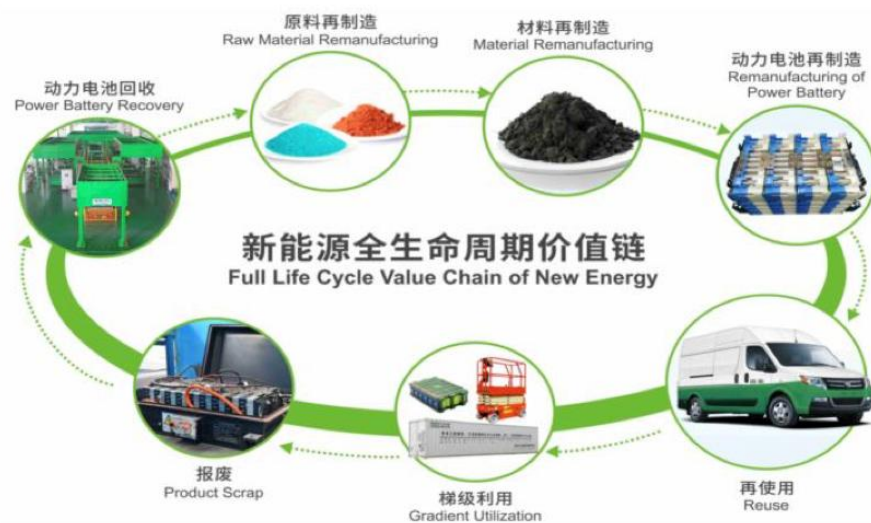 原料再制造
Raw Material Remanufacturing
材料再制造
Material Remanufacturing
动力电池再制造
Remanufacturing of
Power Battery
动力电池回收
Power Battery Recovery
新能源全生命周期价值链
Full Life Cycle Value Chain of New Energy
报废
Product Scrap
梯级利用
Gradient Utilization
再使用
Reuse